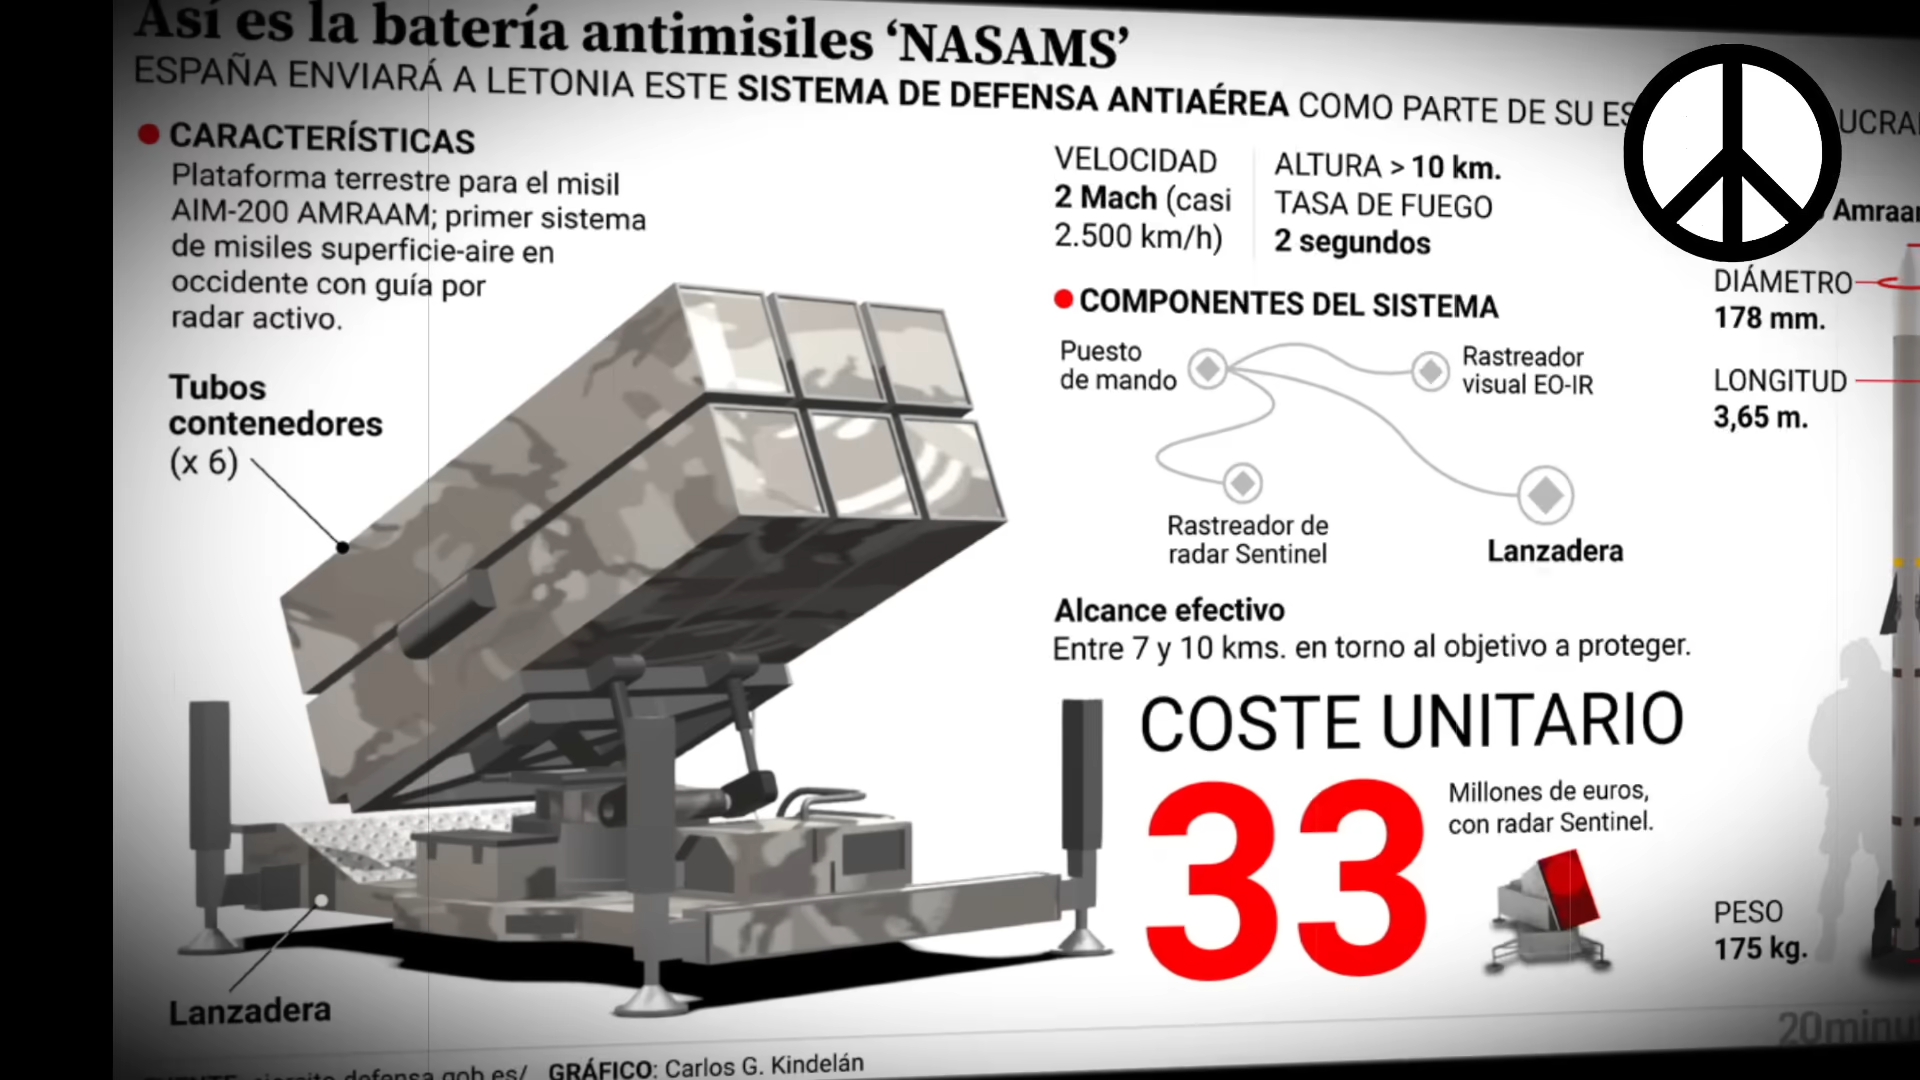 Así es la batería antimisiles ‘NASAMS’
ESPAÑA ENVIARÁ A LETONIA ESTE SISTEMA DE DEFENSA ANTIAÉREA COMO PARTE DE SU
CARACTERÍSTICAS
Plataforma terrestre para el misil
AIM-200 AMRAAM; primer sistema
de misiles superficie-aire en
occidente con guía por
radar activo.
Tubos
contenedores
(x 6)
Lanzadera
VELOCIDAD
2 Mach (casi
2.500 km/h)
ALTURA > 10 km.
TASA DE FUEGO
2 segundos
COMPONENTES DEL SISTEMA
Puesto
de mando
Rastreador
visual EO-IR
Rastreador de
radar Sentinel
Lanzadera
Alcance efectivo
Entre 7 y 10 kms. en torno al objetivo a proteger.
COSTE UNITARIO
33
Millones de euros,
con radar Sentinel.
DIÁMETRO
178 mm.
LONGITUD
3,65 m.
PESO
175 kg.
GRÁFICO: Carlos G. Kindelán